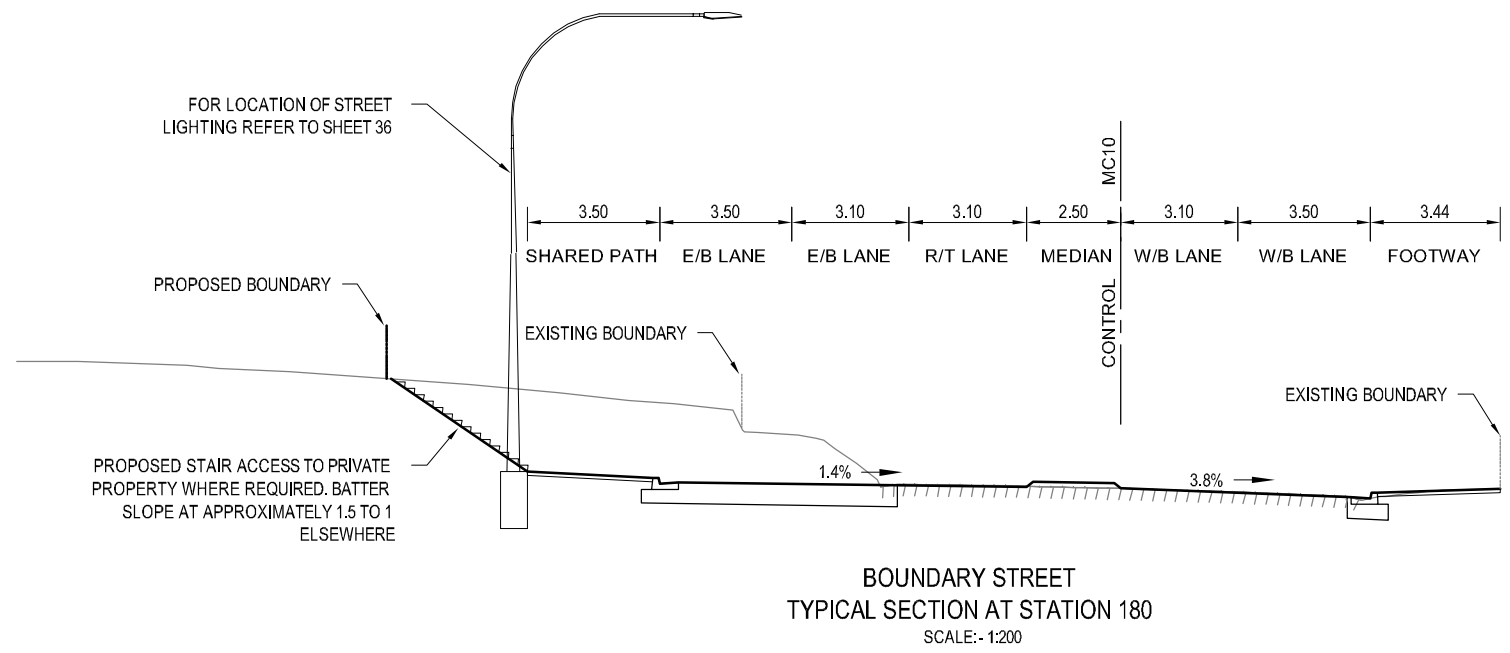 FOR LOCATION OF STREET
LIGHTING REFER TO SHEET 36
MC10
3.50 3.50 3.10 3.10 2.50 3.10 3.50 3.44
SHARED PATH E/B LANE E/B LANE R/T LANE MEDIAN W/B LANE W/B LANE FOOTWAY
PROPOSED BOUNDARY
CONTROL
EXISTING BOUNDARY
EXISTING BOUNDARY
PROPOSED STAIR ACCESS TO PRIVATE
PROPERTY WHERE REQUIRED. BATTER
SLOPE AT APPROXIMATELY 1.5 TO 1
ELSEWHERE
1.4%
3.8%
BOUNDARY STREET
TYPICAL SECTION AT STATION 180
SCALE:- 1:200